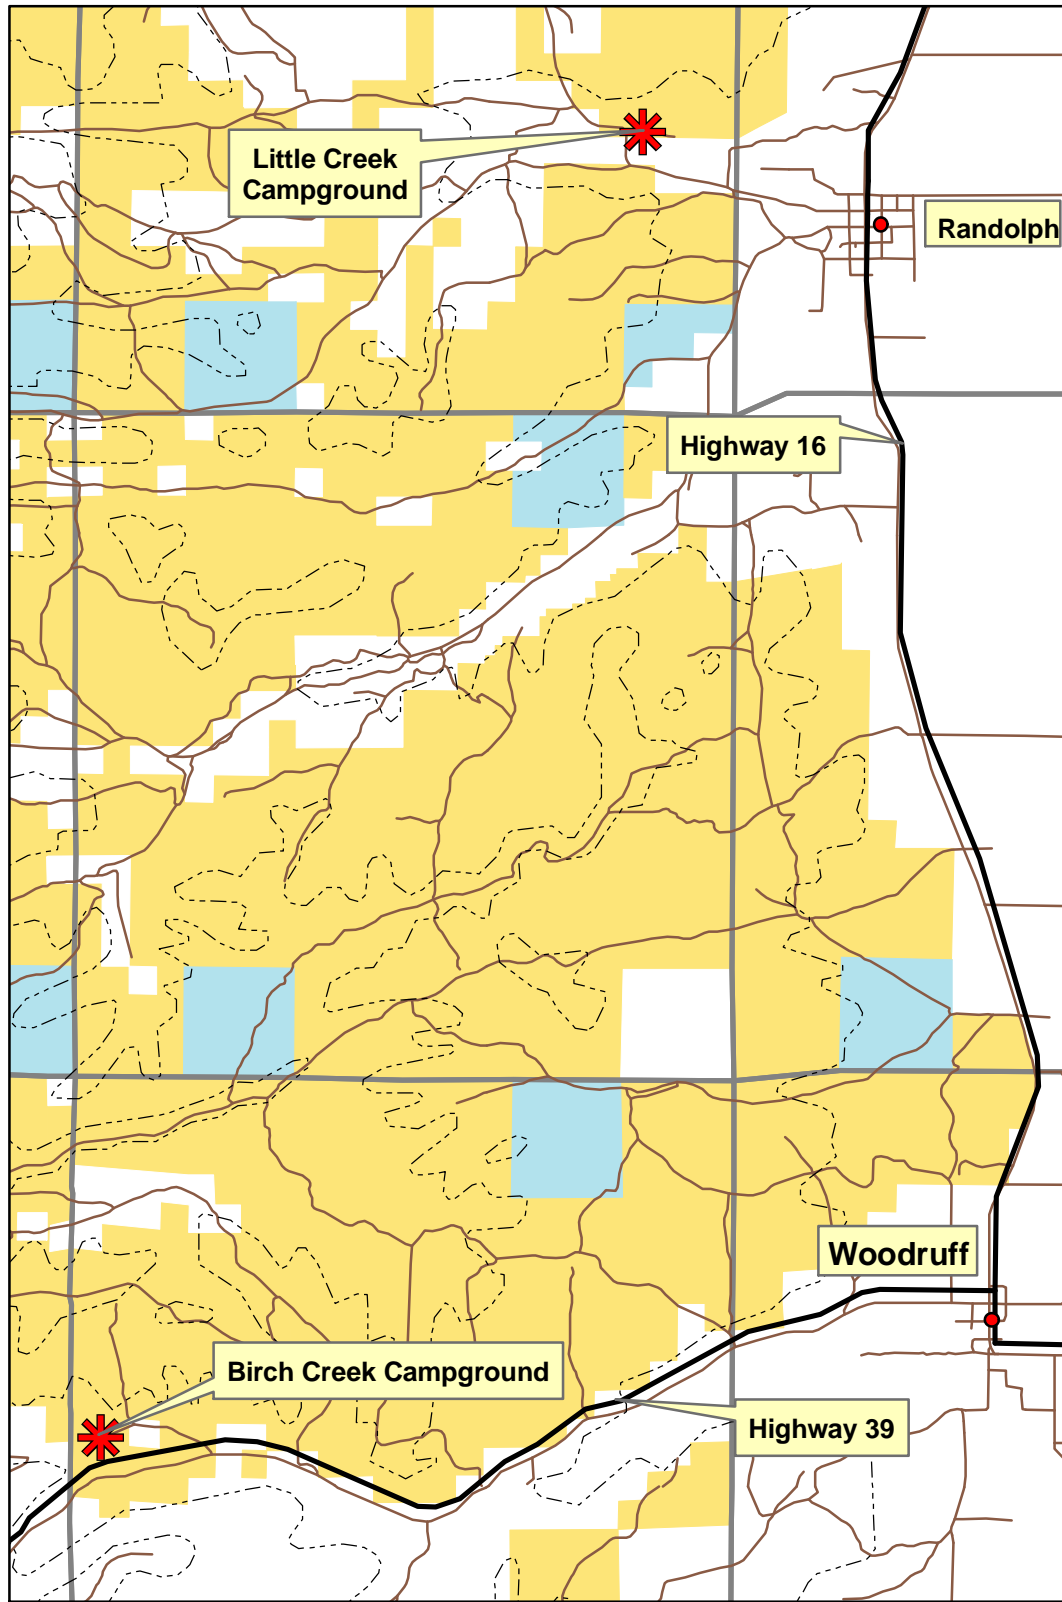 Little Creek
Campground
Randolph
Highway 16
Woodruff
Birch Creek Campground
Highway 39